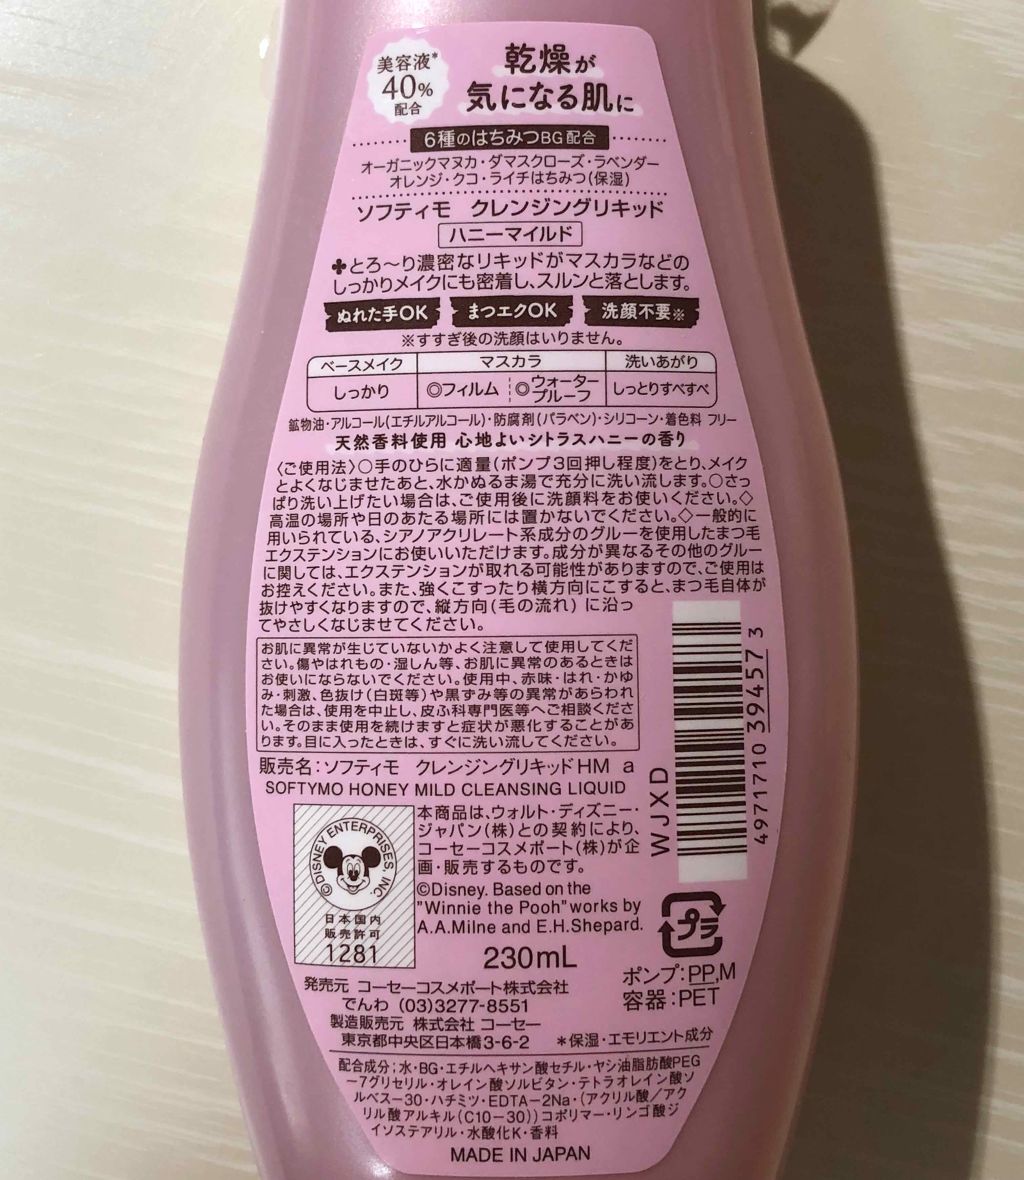 美容液*
40%
配合
乾燥が
気になる肌に
6種のはちみつBG配合
オーガニックマヌカ・ダマスクローズ・ラベンダー
オレンジ・クコ・ライチはちみつ(保湿)
ソフティモ クレンジングリキッド
ハニーマイルド
♣とろ〜り濃密なリキッドがマスカラなどの
しっかりメイクにも密着し、スルンと落とします。
ぬれた手OK まつエクOK 洗顔不要※
※すすぎ後の洗顔はいりません。
ベースメイク マスカラ 洗いあがり
しっかり ◎フィルム ◎ウォータープルーフ しっとりすべすべ
鉱物油・アルコール(エチルアルコール)・防腐剤(パラベン)・シリコーン・着色料 フリー
天然香料使用 心地よいシトラスハニーの香り
〈ご使用法〉○手のひらに適量(ポンプ3回押し程度)をとり、メイク
とよくなじませたあと、水かぬるま湯で充分に洗い流します。○さっ
ぱり洗い上げたい場合は、ご使用後に洗顔料をお使いください。◇
高温の場所や日のあたる場所には置かないでください。◇一般的に
用いられている、シアノアクリレート系成分のグルーを使用したまつ毛
エクステンションにお使いいただけます。成分が異なるその他のグルー
に関しては、エクステンションが取れる可能性がありますので、ご使用は
お控えください。また、強くこすったり横方向にこすると、まつ毛自体が
抜けやすくなりますので、縦方向(毛の流れ)に沿っ
てやさしくなじませてください。
お肌に異常が生じていないかよく注意して使用してくだ
さい。傷やはれもの・湿しん等、お肌に異常のあるときは
お使いにならないでください。使用中、赤味・はれ・かゆ
み・刺激、色抜け(白斑等)や黒ずみ等の異常があらわれ
た場合は、使用を中止し、皮ふ科専門医等へご相談くださ
い。そのまま使用を続けますと症状が悪化することがあ
ります。目に入ったときは、すぐに洗い流してください。
販売名:ソフティモ クレンジングリキッドHM a
SOFTYMO HONEY MILD CLEANSING LIQUID
WJXD
4971710 394573
©DISNEY ENTERPRISES, INC.
日本国内
販売許可
1281
本商品は、ウォルト・ディズニー・
ジャパン(株)との契約により、
コーセーコスメポート(株)が企
画・販売するものです。
©Disney. Based on the
"Winnie the Pooh" works by
A.A.Milne and E.H.Shepard.
230mL
プラ
ポンプ:PP,M
容器:PET
発売元 コーセーコスメポート株式会社
でんわ (03)3277-8551
製造販売元 株式会社 コーセー
東京都中央区日本橋3-6-2
*保湿・エモリエント成分
配合成分;水・BG・エチルヘキサン酸セチル・ヤシ油脂肪酸PEG
-7グリセリル・オレイン酸ソルビタン・テトラオレイン酸ソ
ルベス-30・ハチミツ・EDTA-2Na・(アクリル酸/アク
リル酸アルキル(C10-30))コポリマー・リンゴ酸ジ
イソステアリル・水酸化K・香料
MADE IN JAPAN